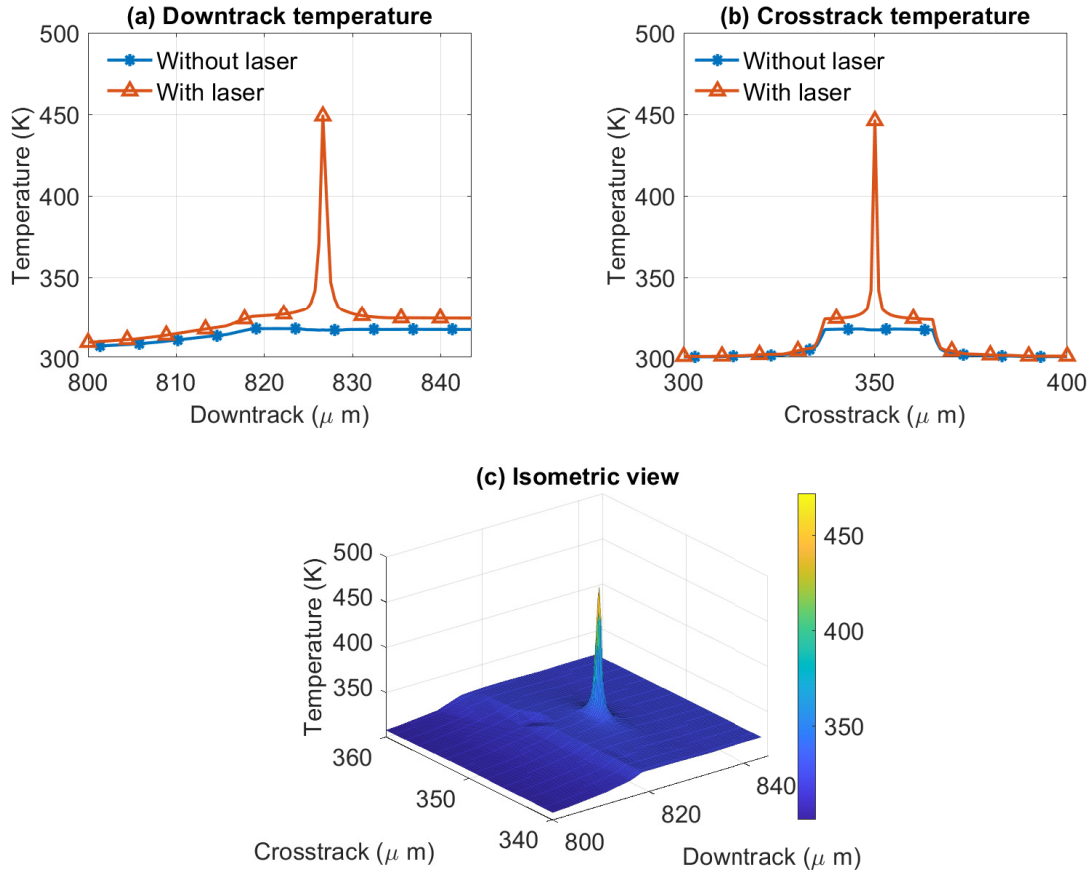 (a) Downtrack temperature
500
450
400
350
300
Temperature (K)
Without laser
With laser
800 810 820 830 840
Downtrack (μ m)
(b) Crosstrack temperature
500
450
400
350
300
Temperature (K)
Without laser
With laser
300 350 400
Crosstrack (μ m)
(c) Isometric view
500
450
400
350
Temperature (K)
360
350
340
Crosstrack (μ m)
800
820
840
Downtrack (μ m)
450
400
350